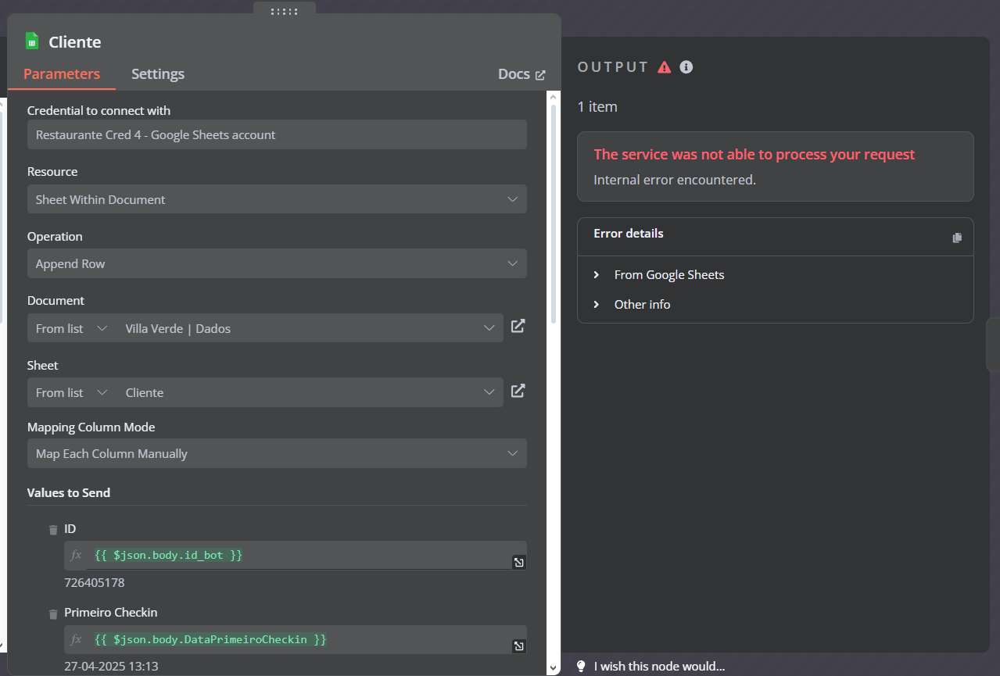 Cliente
Parameters
Settings
Docs
Credential to connect with
Restaurante Cred 4 - Google Sheets account
Resource
Sheet Within Document
Operation
Append Row
Document
From list
Villa Verde | Dados
Sheet
From list
Cliente
Mapping Column Mode
Map Each Column Manually
Values to Send
ID
fx {{ $json.body.id_bot }}
726405178
Primeiro Checkin
fx {{ $json.body.DataPrimeiroCheckin }}
27-04-2025 13:13
OUTPUT
1 item
The service was not able to process your request
Internal error encountered.
Error details
From Google Sheets
Other info
I wish this node would...